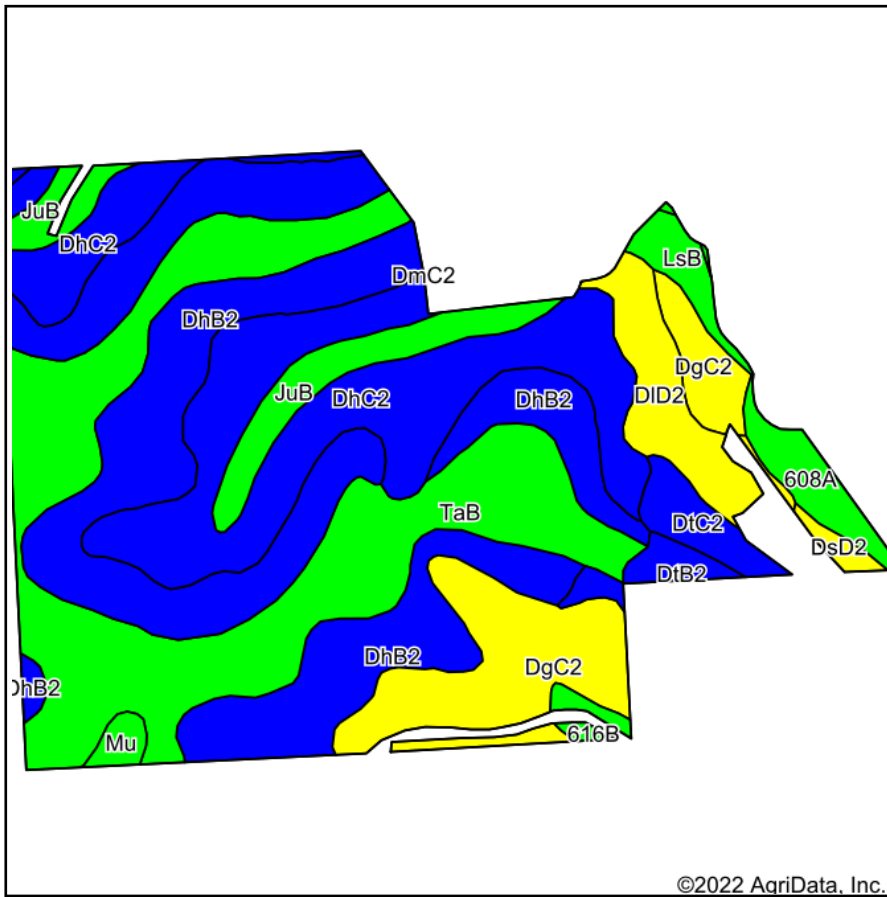 JuB
DhC2
LsB
DmC2
DhB2
DgC2
JuB
DhC2
DhB2
DlD2
608A
TaB
DtC2
DsD2
DtB2
DhB2
DgC2
DhB2
616B
Mu
©2022 AgriData, Inc.